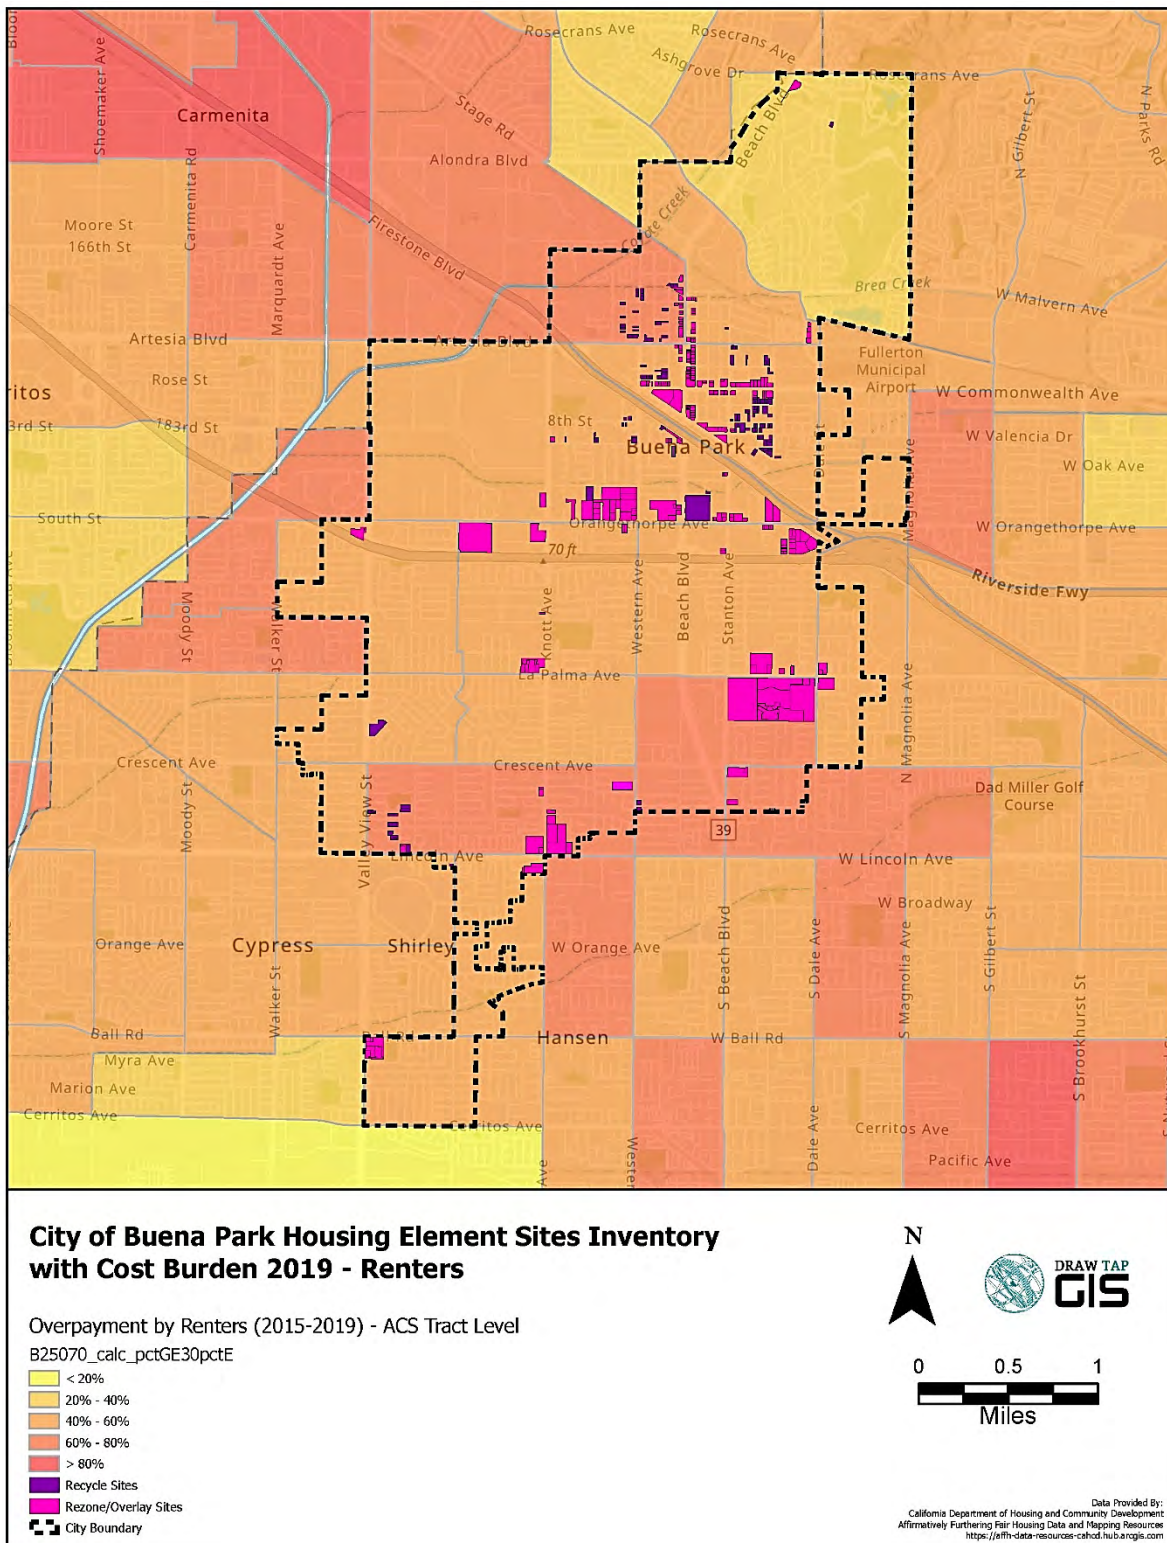 Rosecrans Ave
Rosecrans Ave
Ashgrove Dr
Rosecrans Ave
Shoemaker Ave
Carmenita
Stage Rd
Beach Blvd
N Gilbert St
N Parks Rd
Carmenita Rd
Alondra Blvd
Moore St
166th St
Marquardt Ave
Firestone Blvd
Coyote Creek
Brea Creek
W Malvern Ave
Artesia Blvd
Artesia Blvd
Fullerton
Municipal
Airport
Rose St
ritos
W Commonwealth Ave
3rd St
183rd St
8th St
Buena Park
W Valencia Dr
W Oak Ave
Magnolia Ave
South St
Orangethorpe Ave
W Orangethorpe Ave
70 ft
Riverside Fwy
Moody St
Walker St
Knott Ave
Western Ave
Beach Blvd
Stanton Ave
La Palma Ave
N Magnolia Ave
Crescent Ave
Crescent Ave
Dad Miller Golf
Course
Moody St
Valley View St
39
Lincoln Ave
W Lincoln Ave
W Broadway
Orange Ave
Cypress
Shirley
W Orange Ave
S Beach Blvd
S Dale Ave
S Magnolia Ave
S Gilbert St
Walker St
Ball Rd
Ball Rd
Hansen
W Ball Rd
S Brookhurst St
Myra Ave
Marion Ave
Cerritos Ave
Cerritos Ave
Dale Ave
Cerritos Ave
Pacific Ave
Ave
Wester
City of Buena Park Housing Element Sites Inventory
with Cost Burden 2019 - Renters
Overpayment by Renters (2015-2019) - ACS Tract Level
B25070_calc_pctGE30pctE
< 20%
20% - 40%
40% - 60%
60% - 80%
> 80%
Recycle Sites
Rezone/Overlay Sites
City Boundary
N
DRAW TAP
GIS
0 0.5 1
Miles
Data Provided By:
California Department of Housing and Community Development
Affirmatively Furthering Fair Housing Data and Mapping Resources
https://affh-data-resources-cahcd.hub.arcgis.com